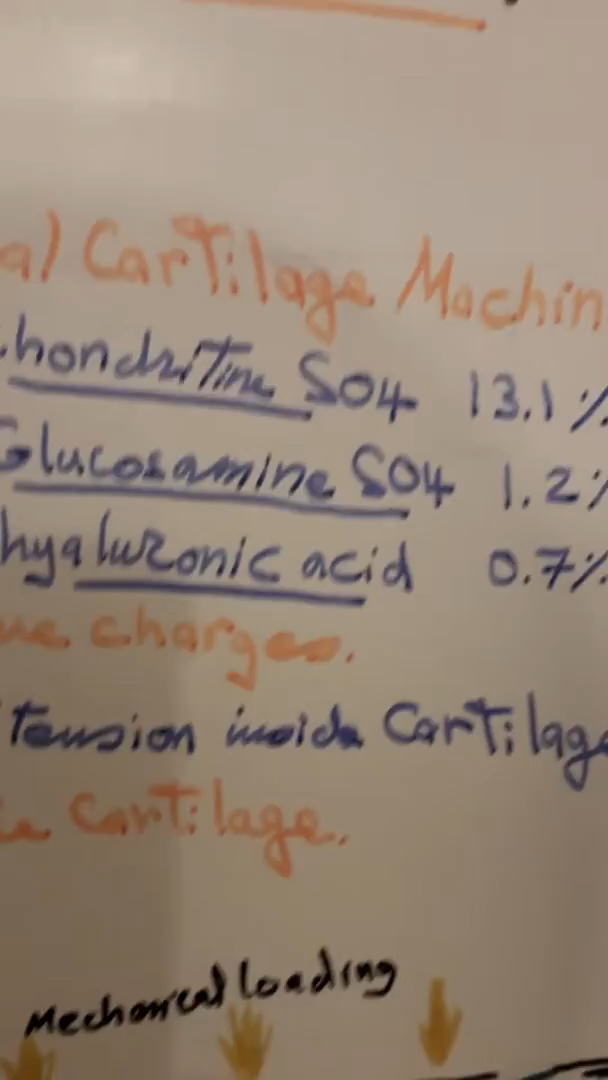 al Cartilage Machin
hondritine SO4 13.1%
Glucosamine SO4 1.2%
hyaluronic acid 0.7%
ue charges.
tension inside Cartilage
Cartilage.
Mechanical loading